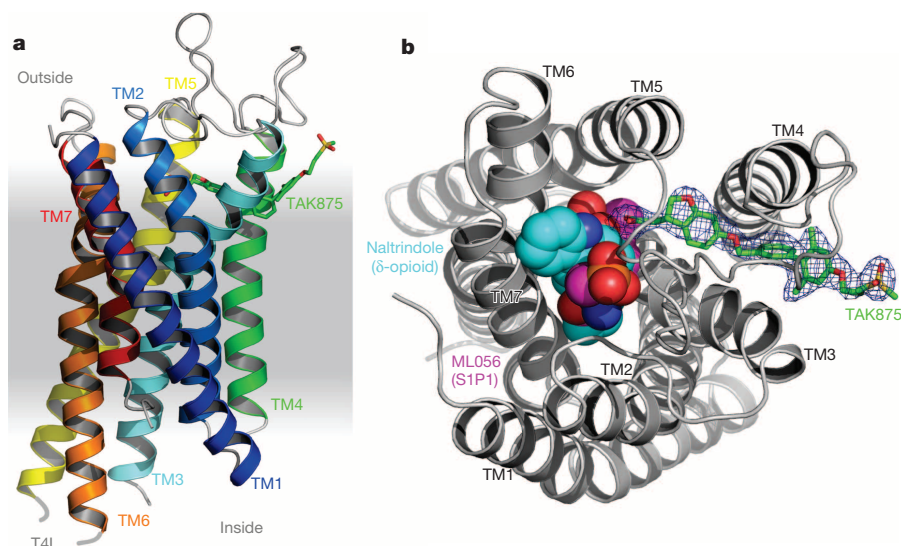 a
Outside
TM5
TM2
TM7
TAK875
TM4
TM3
TM1
TM6
Inside
T4L
b
TM6
TM5
TM4
Naltrindole
(δ-opioid)
TM7
TAK875
ML056
(S1P1)
TM2
TM3
TM1